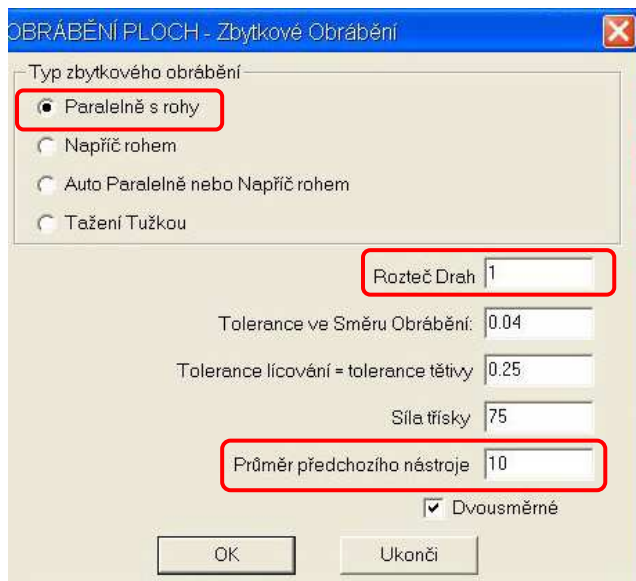 OBRÁBĚNÍ PLOCH - Zbytkové Obrábění
Typ zbytkového obrábění
Paralelně s rohy
Napříč rohem
Auto Paralelně nebo Napříč rohem
Tažení Tužkou
Rozteč Drah 1
Tolerance ve Směru Obrábění: 0.04
Tolerance lícování = tolerance tětivy 0.25
Síla třísky 75
Průměr předchozího nástroje 10
Dvousměrné
OK Ukonči